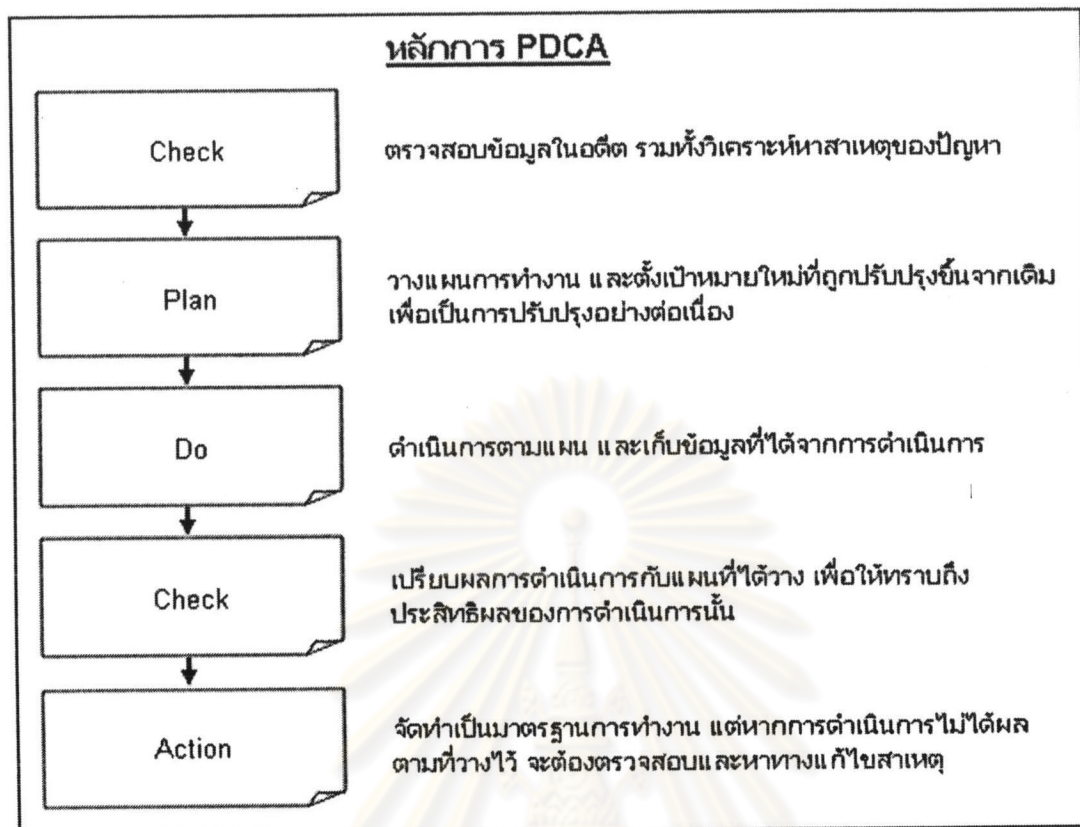 หลักการ PDCA
Check
ตรวจสอบข้อมูลในอดีต รวมทั้งวิเคราะห์หาสาเหตุของปัญหา
Plan
วางแผนการทำงาน และตั้งเป้าหมายใหม่ที่ถูกปรับปรุงขึ้นจากเดิม
เพื่อเป็นการปรับปรุงอย่างต่อเนื่อง
Do
ดำเนินการตามแผน และเก็บข้อมูลที่ได้จากการดำเนินการ
Check
เปรียบผลการดำเนินการกับแผนที่ได้วาง เพื่อให้ทราบถึง
ประสิทธิผลของการดำเนินการนั้น
Action
จัดทำเป็นมาตรฐานการทำงาน แต่หากการดำเนินการไม่ได้ผล
ตามที่วางไว้ จะต้องตรวจสอบและหาทางแก้ไขสาเหตุ